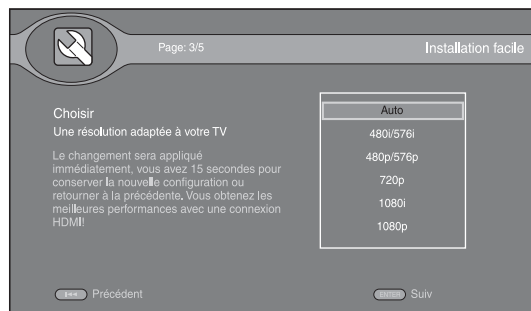 Page: 3/5
Installation facile
Choisir
Une résolution adaptée à votre TV
Le changement sera appliqué
immédiatement, vous avez 15 secondes pour
conserver la nouvelle configuration ou
retourner à la précédente. Vous obtenez les
meilleures performances avec une connexion
HDMI!
Auto
480i/576i
480p/576p
720p
1080i
1080p
Précédent
ENTER Suiv